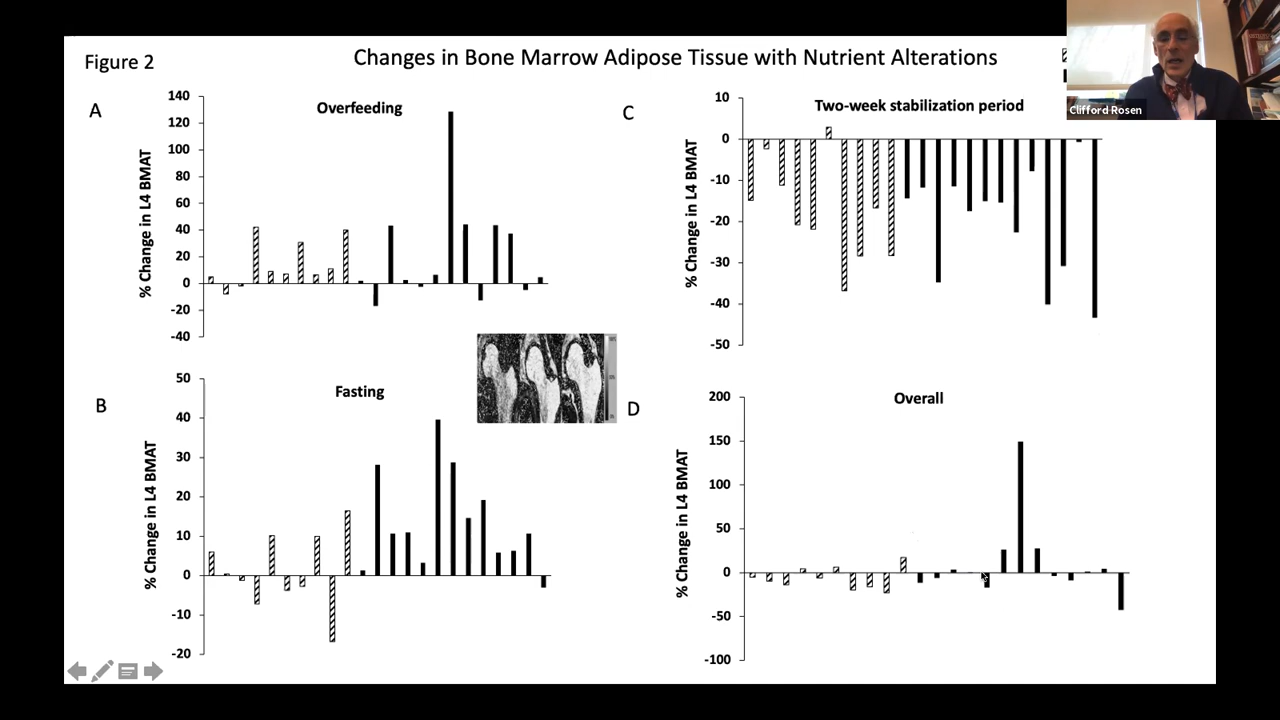 Figure 2
Changes in Bone Marrow Adipose Tissue with Nutrient Alterations
Clifford Rosen
A
Overfeeding
% Change in L4 BMAT
140
120
100
80
60
40
20
0
-20
-40
C
Two-week stabilization period
% Change in L4 BMAT
10
0
-10
-20
-30
-40
-50
B
Fasting
% Change in L4 BMAT
50
40
30
20
10
0
-10
-20
D
Overall
% Change in L4 BMAT
200
150
100
50
0
-50
-100